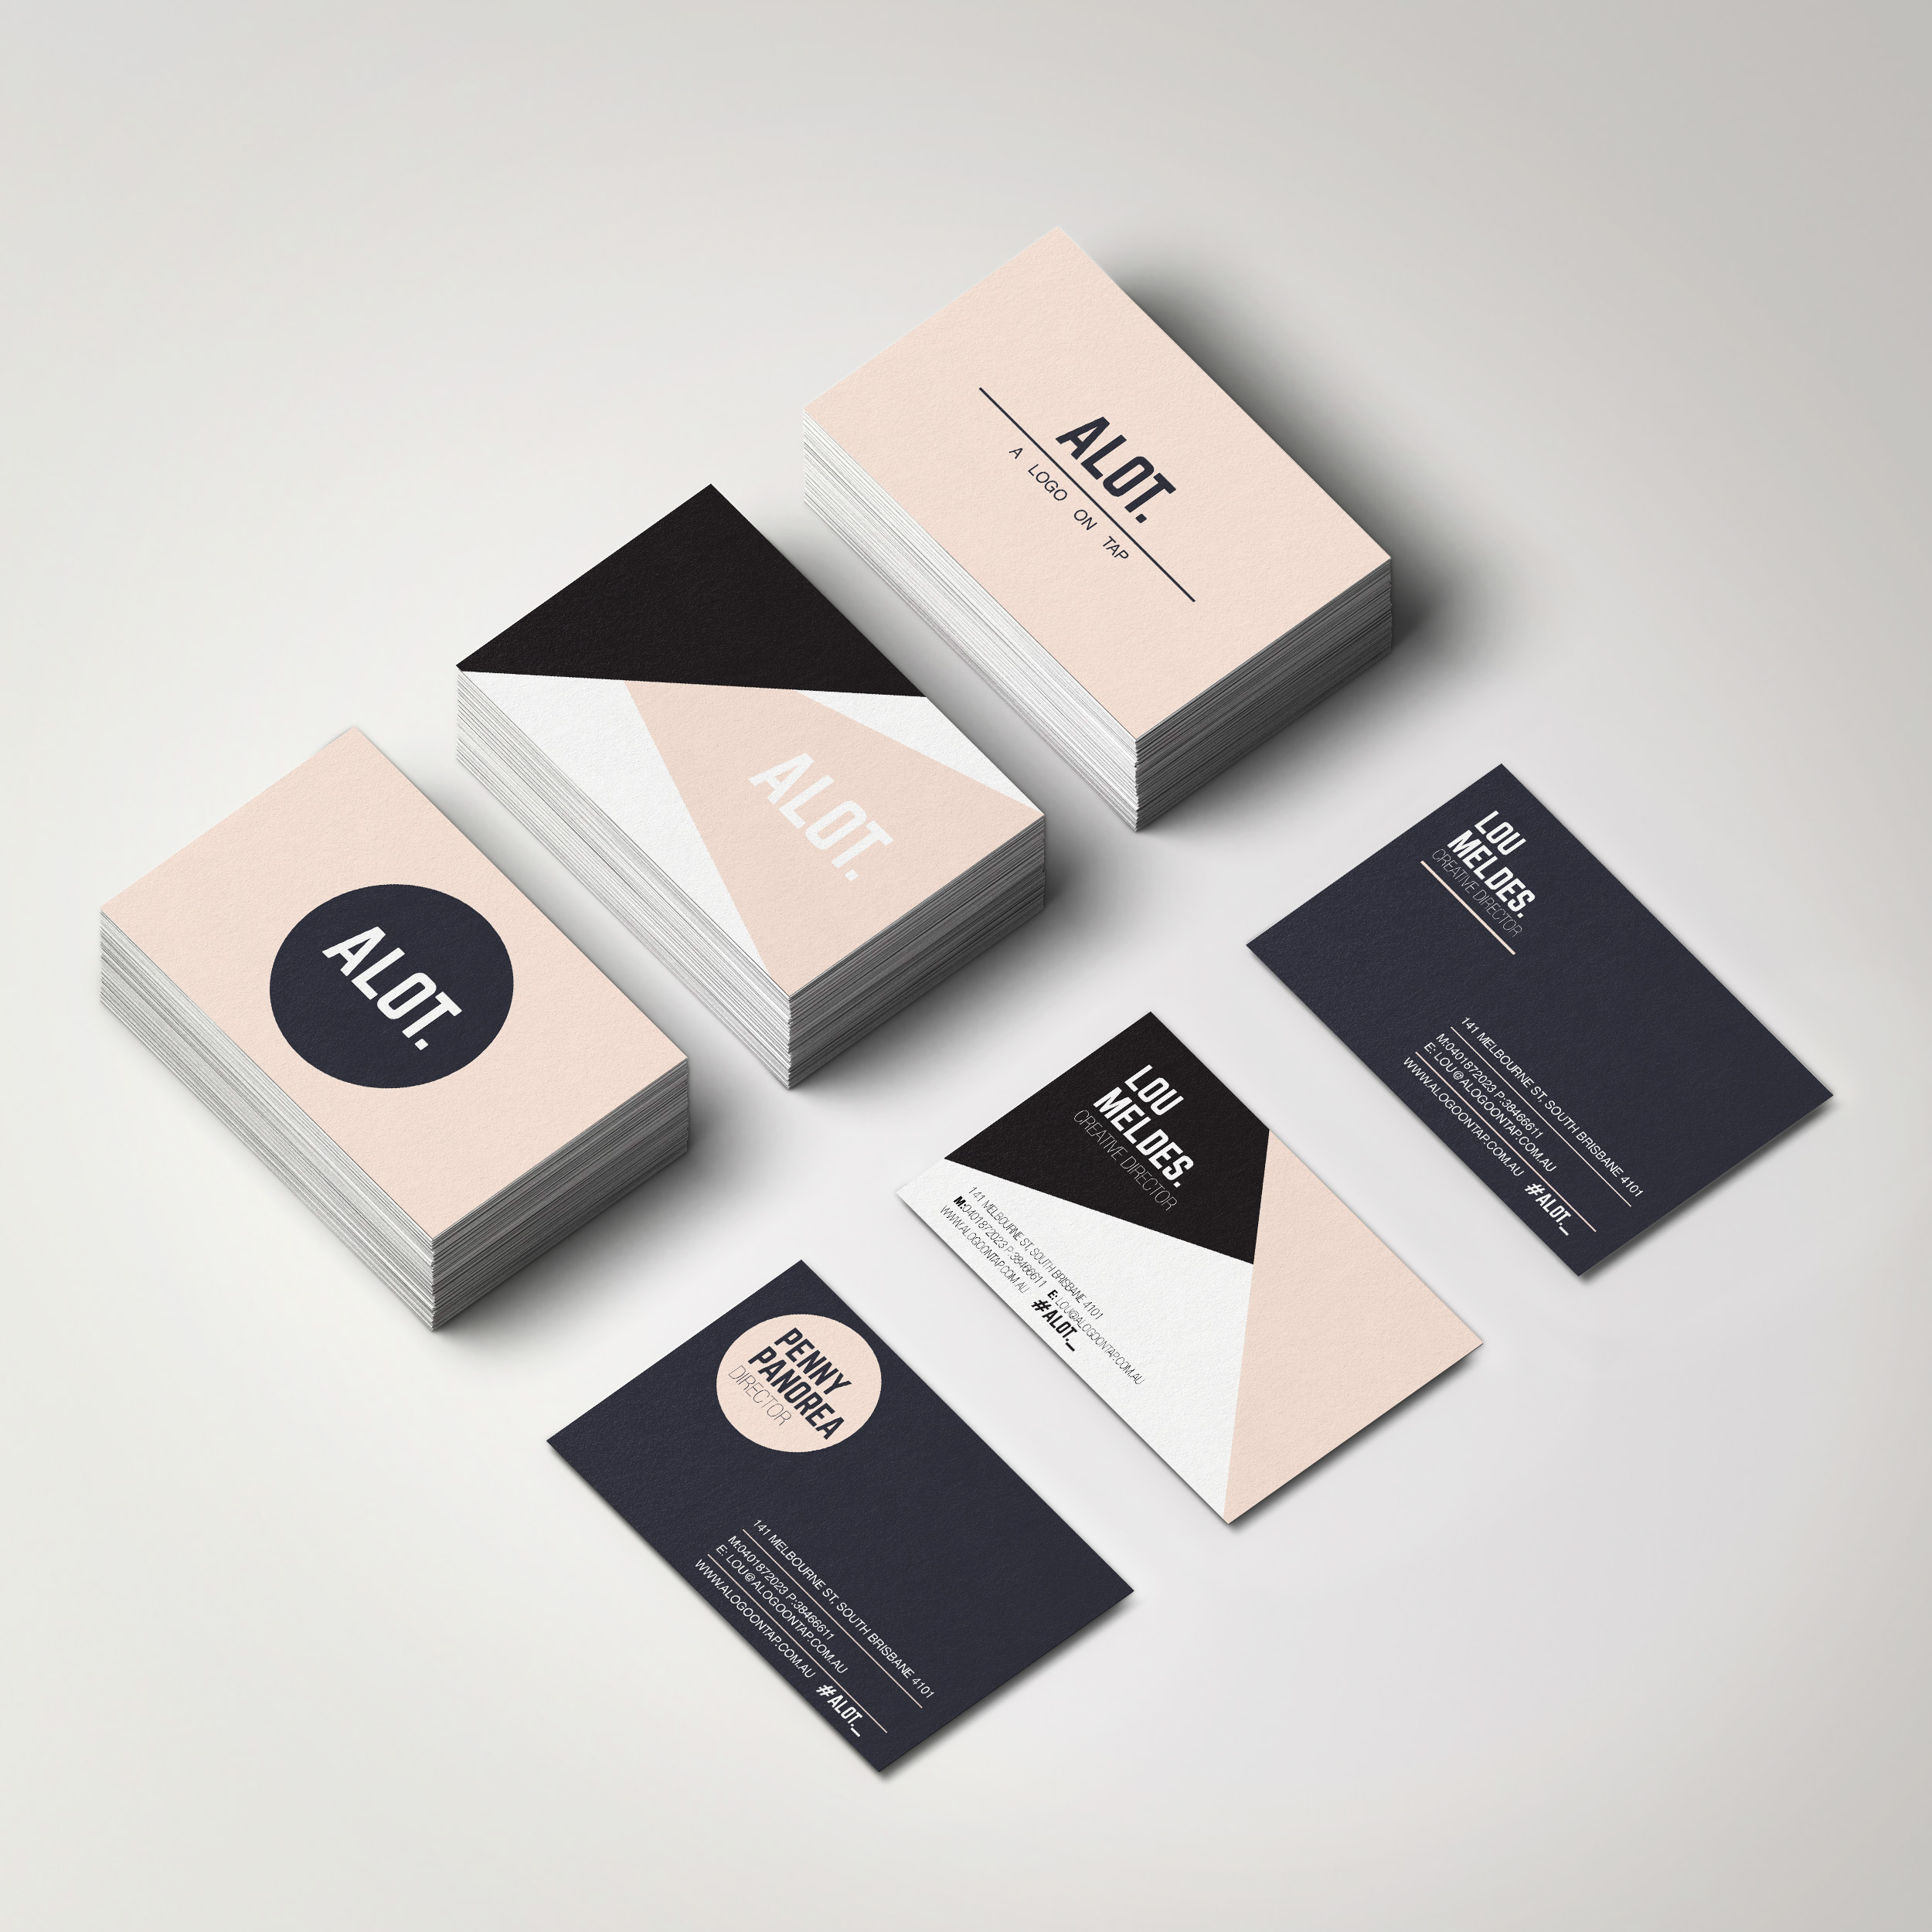 ALOT.
A LOGO ON TAP
ALOT.
ALOT.
LOU
MELDES.
CREATIVE DIRECTOR
141 MELBOURNE ST, SOUTH BRISBANE 4101
M:0401872023 P:38466611
E: LOU@ALOGOONTAP.COM.AU
WWW.ALOGOONTAP.COM.AU #ALOT._
LOU
MELDES.
CREATIVE DIRECTOR
141 MELBOURNE ST, SOUTH BRISBANE 4101
M:0401872023 P:38466611 E: LOU@ALOGOONTAP.COM.AU
WWW.ALOGOONTAP.COM.AU #ALOT._
PENNY
PANOREA
DIRECTOR
141 MELBOURNE ST, SOUTH BRISBANE 4101
M:0401872023 P:38466611
E: LOU@ALOGOONTAP.COM.AU
WWW.ALOGOONTAP.COM.AU #ALOT._